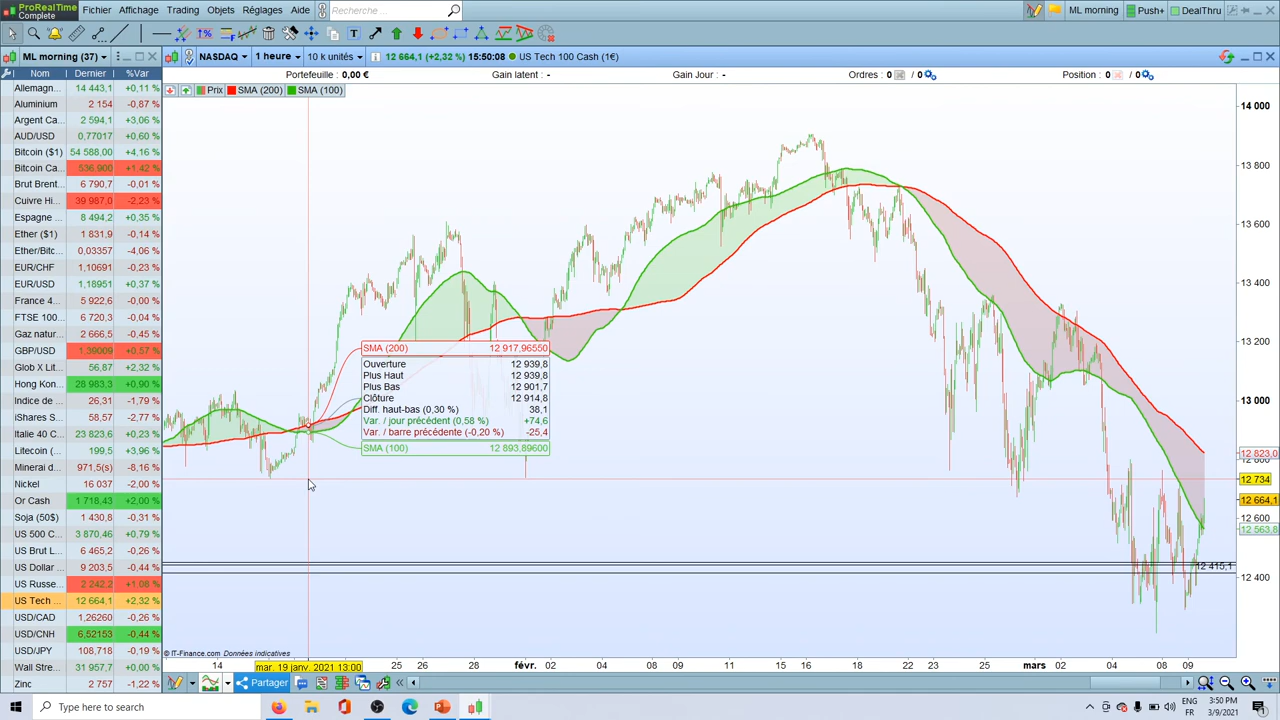 ProRealTime
Complete
Fichier Affichage Trading Objets Réglages Aide Recherche ... ML morning Push+ DealThru
ML morning (37) NASDAQ 1 heure 10 k unités 12 664,1 (+2,32 %) 15:50:08 US Tech 100 Cash (1€)
Nom Dernier %Var Portefeuille : 0,00 € Gain latent : - Gain Jour : - Ordres : 0 / 0 Position : 0 / 0
Prix SMA (200) SMA (100)
Allemagn... 14 443,1 +0,11 %
Aluminium 2 154 -0,87 %
Argent Ca... 2 594,1 +3,06 %
AUD/USD 0,77017 +0,60 %
Bitcoin ($1) 54 588,00 +4,16 %
Bitcoin Ca... 536,900 +1.42 %
Brut Brent... 6 790,7 -0,01 %
Cuivre Hi... 39 987,0 -2,23 %
Espagne ... 8 494,2 +0,35 %
Ether ($1) 1 831,9 -0,14 %
Ether/Bitc... 0,03357 -4,06 %
EUR/CHF 1,10691 -0,23 %
EUR/USD 1,18951 +0,37 %
France 4... 5 922,6 -0,00 %
FTSE 100... 6 720,3 -0,04 %
Gaz natur... 2 666,5 -0,45 %
GBP/USD 1,39009 +0,57 %
Glob X Lit... 56,87 +2,32 %
Hong Kon... 28 983,3 +0,90 %
Indice de ... 26,31 -1,79 %
iShares S... 58,57 -2,77 %
Italie 40 C... 23 823,6 +0,23 %
Litecoin (... 199,5 +3,96 %
Minerai d... 971,5(s) -8,16 %
Nickel 16 037 -2,00 %
Or Cash 1 718,43 +2,00 %
Soja (50$) 1 430,8 -0,31 %
US 500 C... 3 870,46 +0,79 %
US Brut L... 6 465,2 -0,26 %
US Dollar ... 9 203,5 -0,44 %
US Russe... 2 242,2 +1.08 %
US Tech ... 12 664,1 +2,32 %
USD/CAD 1,26260 -0,26 %
USD/CNH 6,52153 -0,44 %
USD/JPY 108,718 -0,19 %
Wall Stre... 31 957,7 +0,00 %
Zinc 2 757 -1,22 %
SMA (200) 12 917,96550
Ouverture 12 939,8
Plus Haut 12 939,8
Plus Bas 12 901,7
Clôture 12 914,8
Diff. haut-bas (0,30 %) 38,1
Var. / jour précédent (0,58 %) +74,6
Var. / barre précédente (-0,20 %) -25,4
SMA (100) 12 893,89600
14 000
13 800
13 600
13 400
13 200
13 000
12 823,0
12 800
12 734
12 664,1
12 600
12 563,8
12 415,1
12 400
© IT-Finance.com Données indicatives
14 mar. 19 janv. 2021 13:00 25 26 févr. 02 04 08 09 11 15 16 18 22 23 25 mars 02 04 08 09
Partager
Type here to search
ENG
FR
3:50 PM
3/9/2021
1